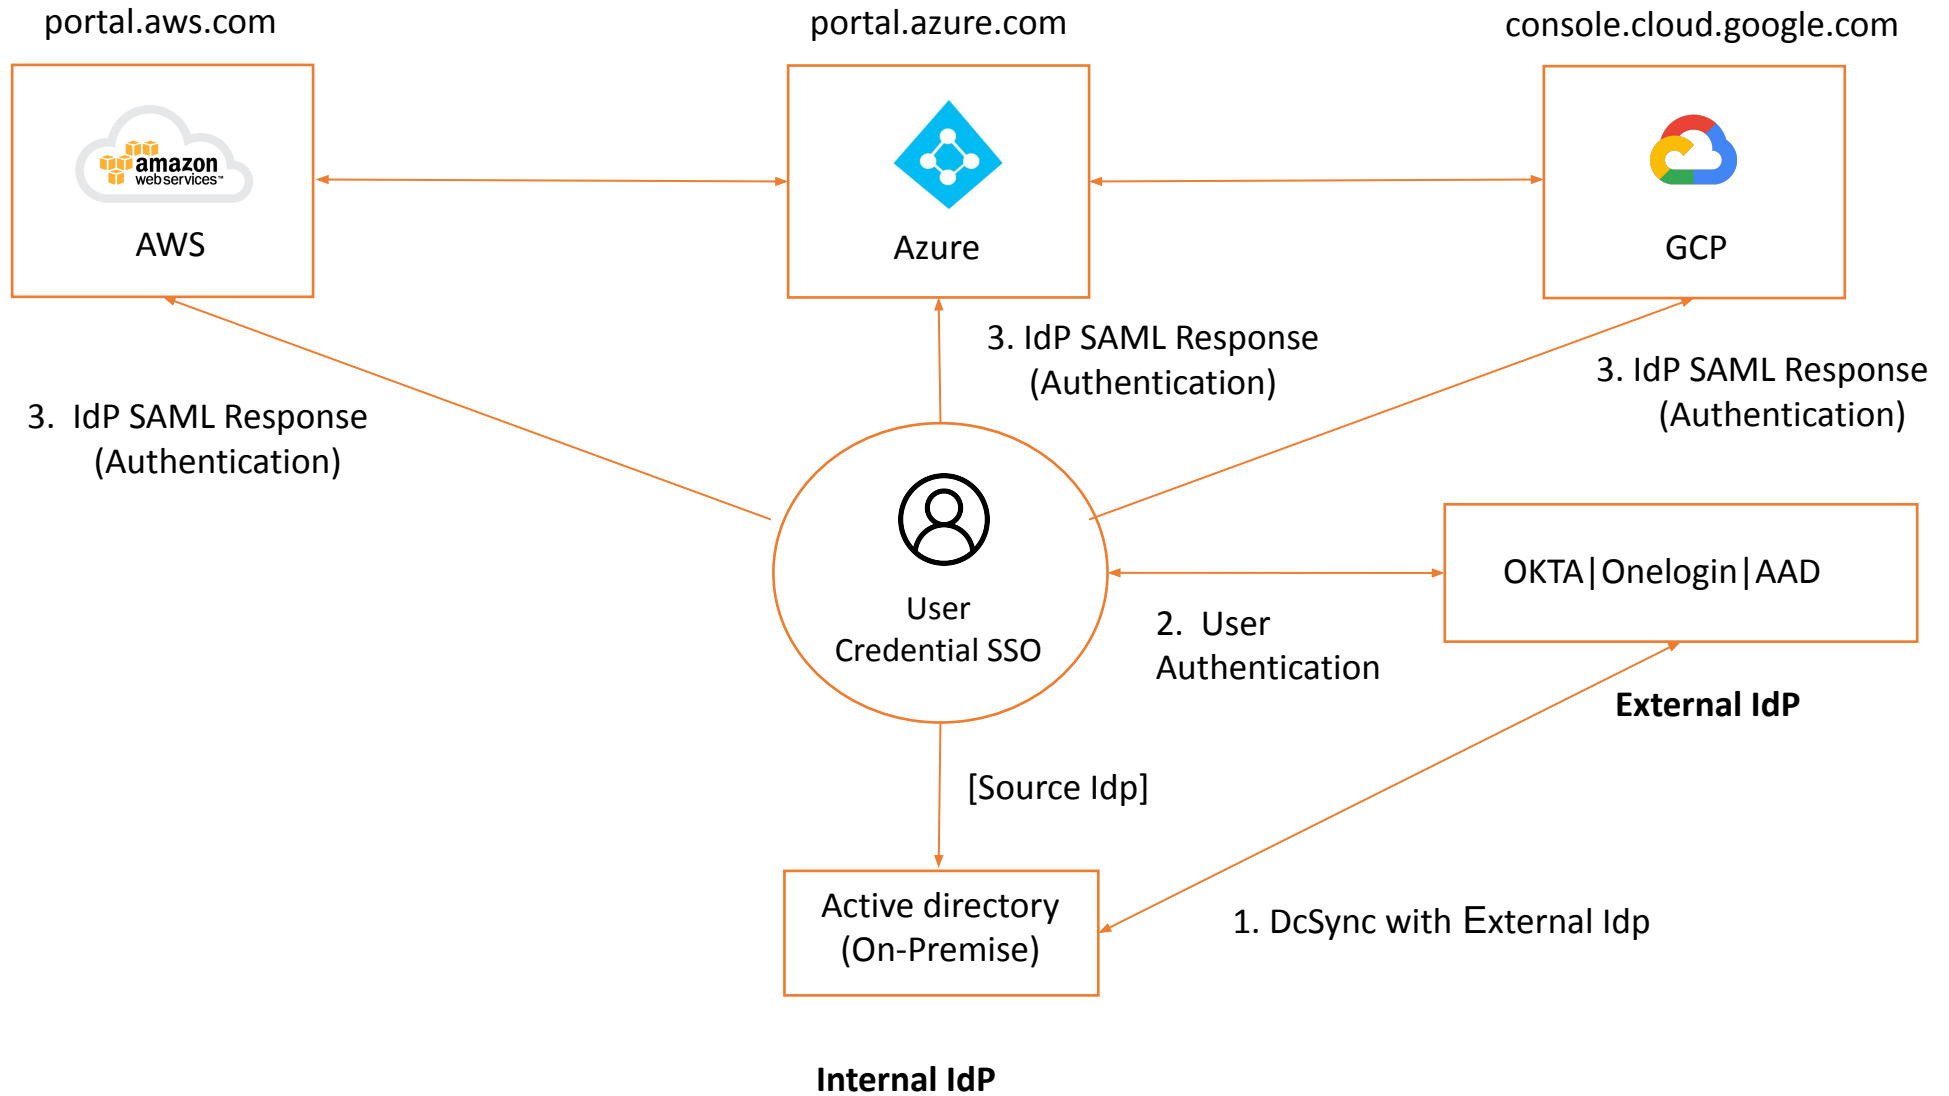 portal.aws.com
portal.azure.com
console.cloud.google.com
amazon
webservices™
AWS
Azure
GCP
3. IdP SAML Response
(Authentication)
3. IdP SAML Response
(Authentication)
3. IdP SAML Response
(Authentication)
User
Credential SSO
OKTA|Onelogin|AAD
2. User
Authentication
External IdP
[Source Idp]
Active directory
(On-Premise)
1. DcSync with External Idp
Internal IdP